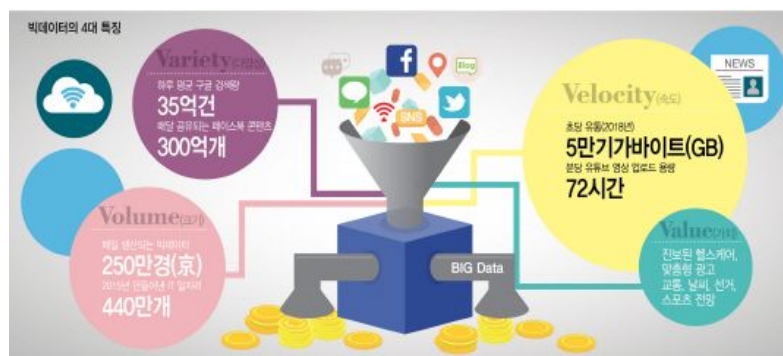 빅데이터의 4대 특징
Variety(다양성)
하루 평균 구글 검색량
35억건
매달 공유되는 페이스북 콘텐츠
300억개
Blog
SNS
NEWS
Velocity(속도)
초당 유통(2018년)
5만기가바이트(GB)
분당 유튜브 영상 업로드 용량
72시간
Volume(크기)
매일 생산되는 빅데이터
250만경(京)
2015년 만들어낸 IT 일자리
440만개
BIG Data
Value(가치)
진보된 헬스케어,
맞춤형 광고
교통, 날씨, 선거,
스포츠 전망